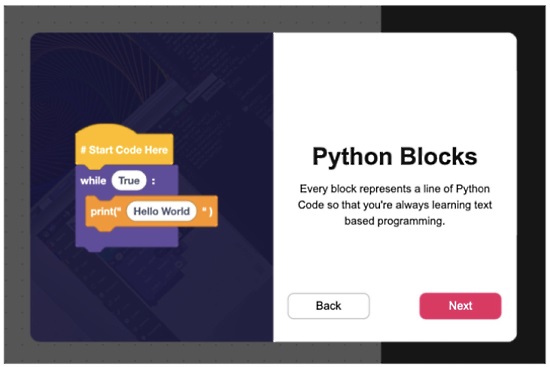 # Start Code Here
while True :
print(" Hello World " )
Python Blocks
Every block represents a line of Python
Code so that you're always learning text
based programming.
Back
Next